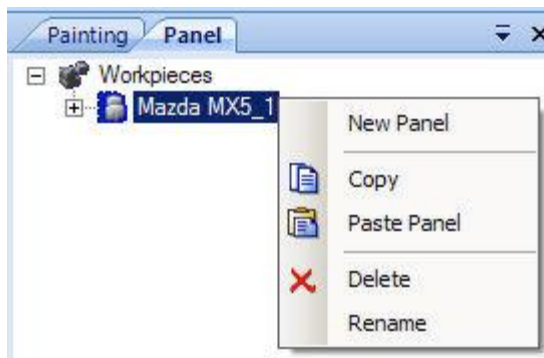 Painting Panel
Workpieces
Mazda MX5_1
New Panel
Copy
Paste Panel
Delete
Rename